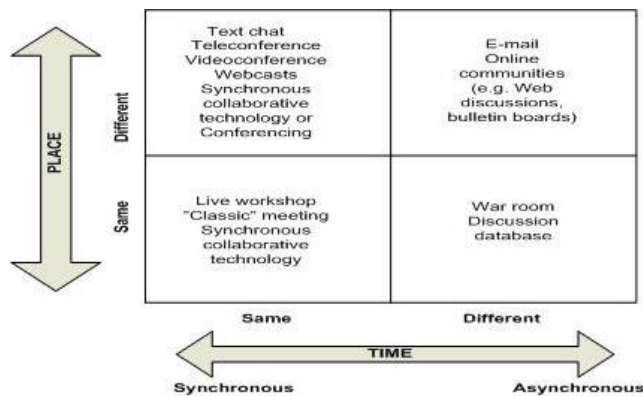 Text chat
Teleconference
Videoconference
Webcasts
Synchronous
collaborative
technology or
Conferencing
E-mail
Online
communities
(e.g. Web
discussions,
bulletin boards)
Different
PLACE
Same
Live workshop
"Classic" meeting
Synchronous
collaborative
technology
War room
Discussion
database
Same
Different
TIME
Synchronous
Asynchronous